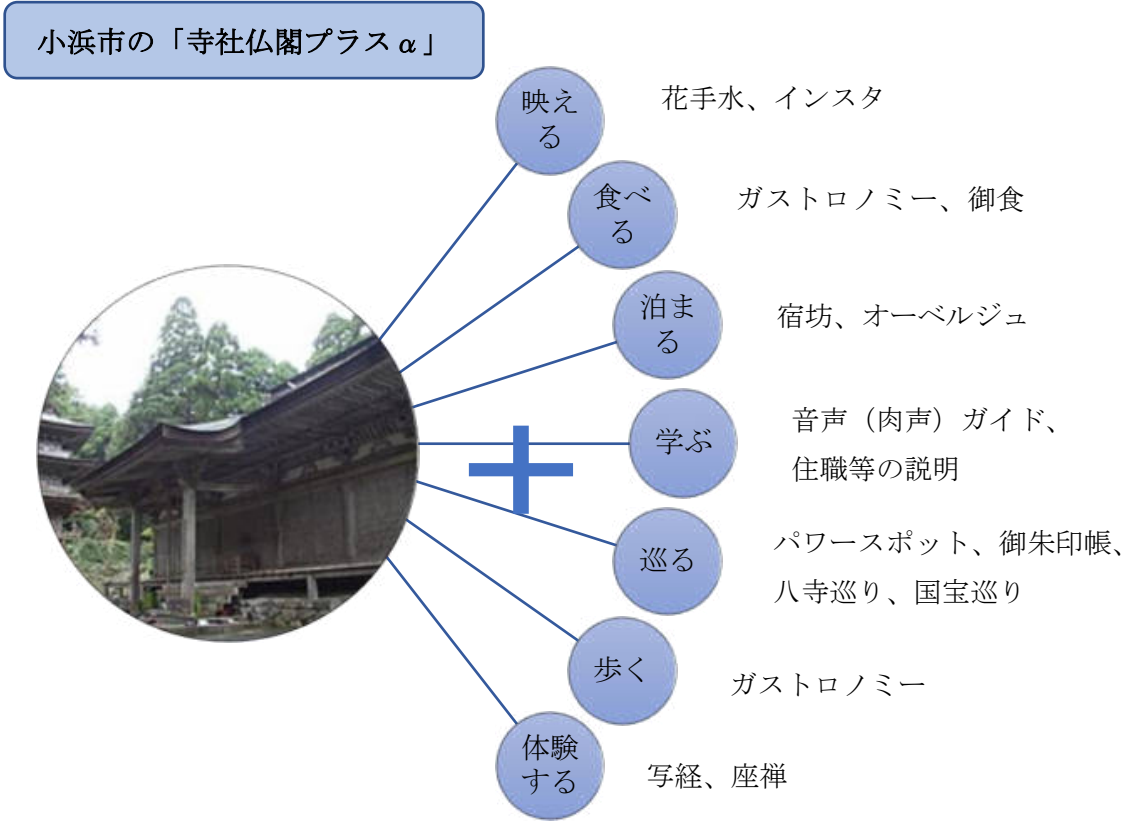 小浜市の「寺社仏閣プラスα」
映え
る
花手水、インスタ
食べ
る
ガストロノミー、御食
泊ま
る
宿坊、オーベルジュ
学ぶ
音声（肉声）ガイド、
住職等の説明
巡る
パワースポット、御朱印帳、
八寺巡り、国宝巡り
歩く
ガストロノミー
体験
する
写経、座禅